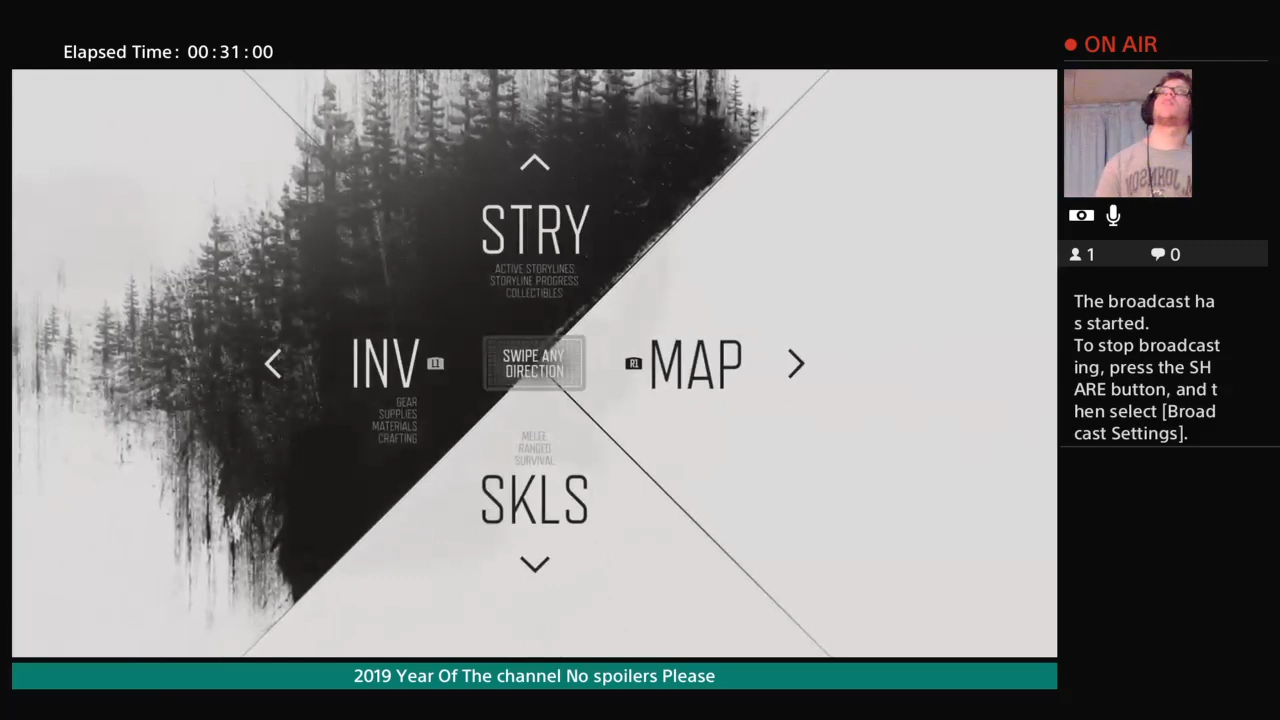 Elapsed Time: 00:31:00
ON AIR
STRY
ACTIVE STORYLINES
STORYLINE PROGRESS
COLLECTIBLES
INV L1
GEAR
SUPPLIES
MATERIALS
CRAFTING
SWIPE ANY
DIRECTION
R1 MAP
MELEE
RANGED
SURVIVAL
SKLS
JOHNSON
1 0
The broadcast ha
s started.
To stop broadcast
ing, press the SH
ARE button, and t
hen select [Broad
cast Settings].
2019 Year Of The channel No spoilers Please